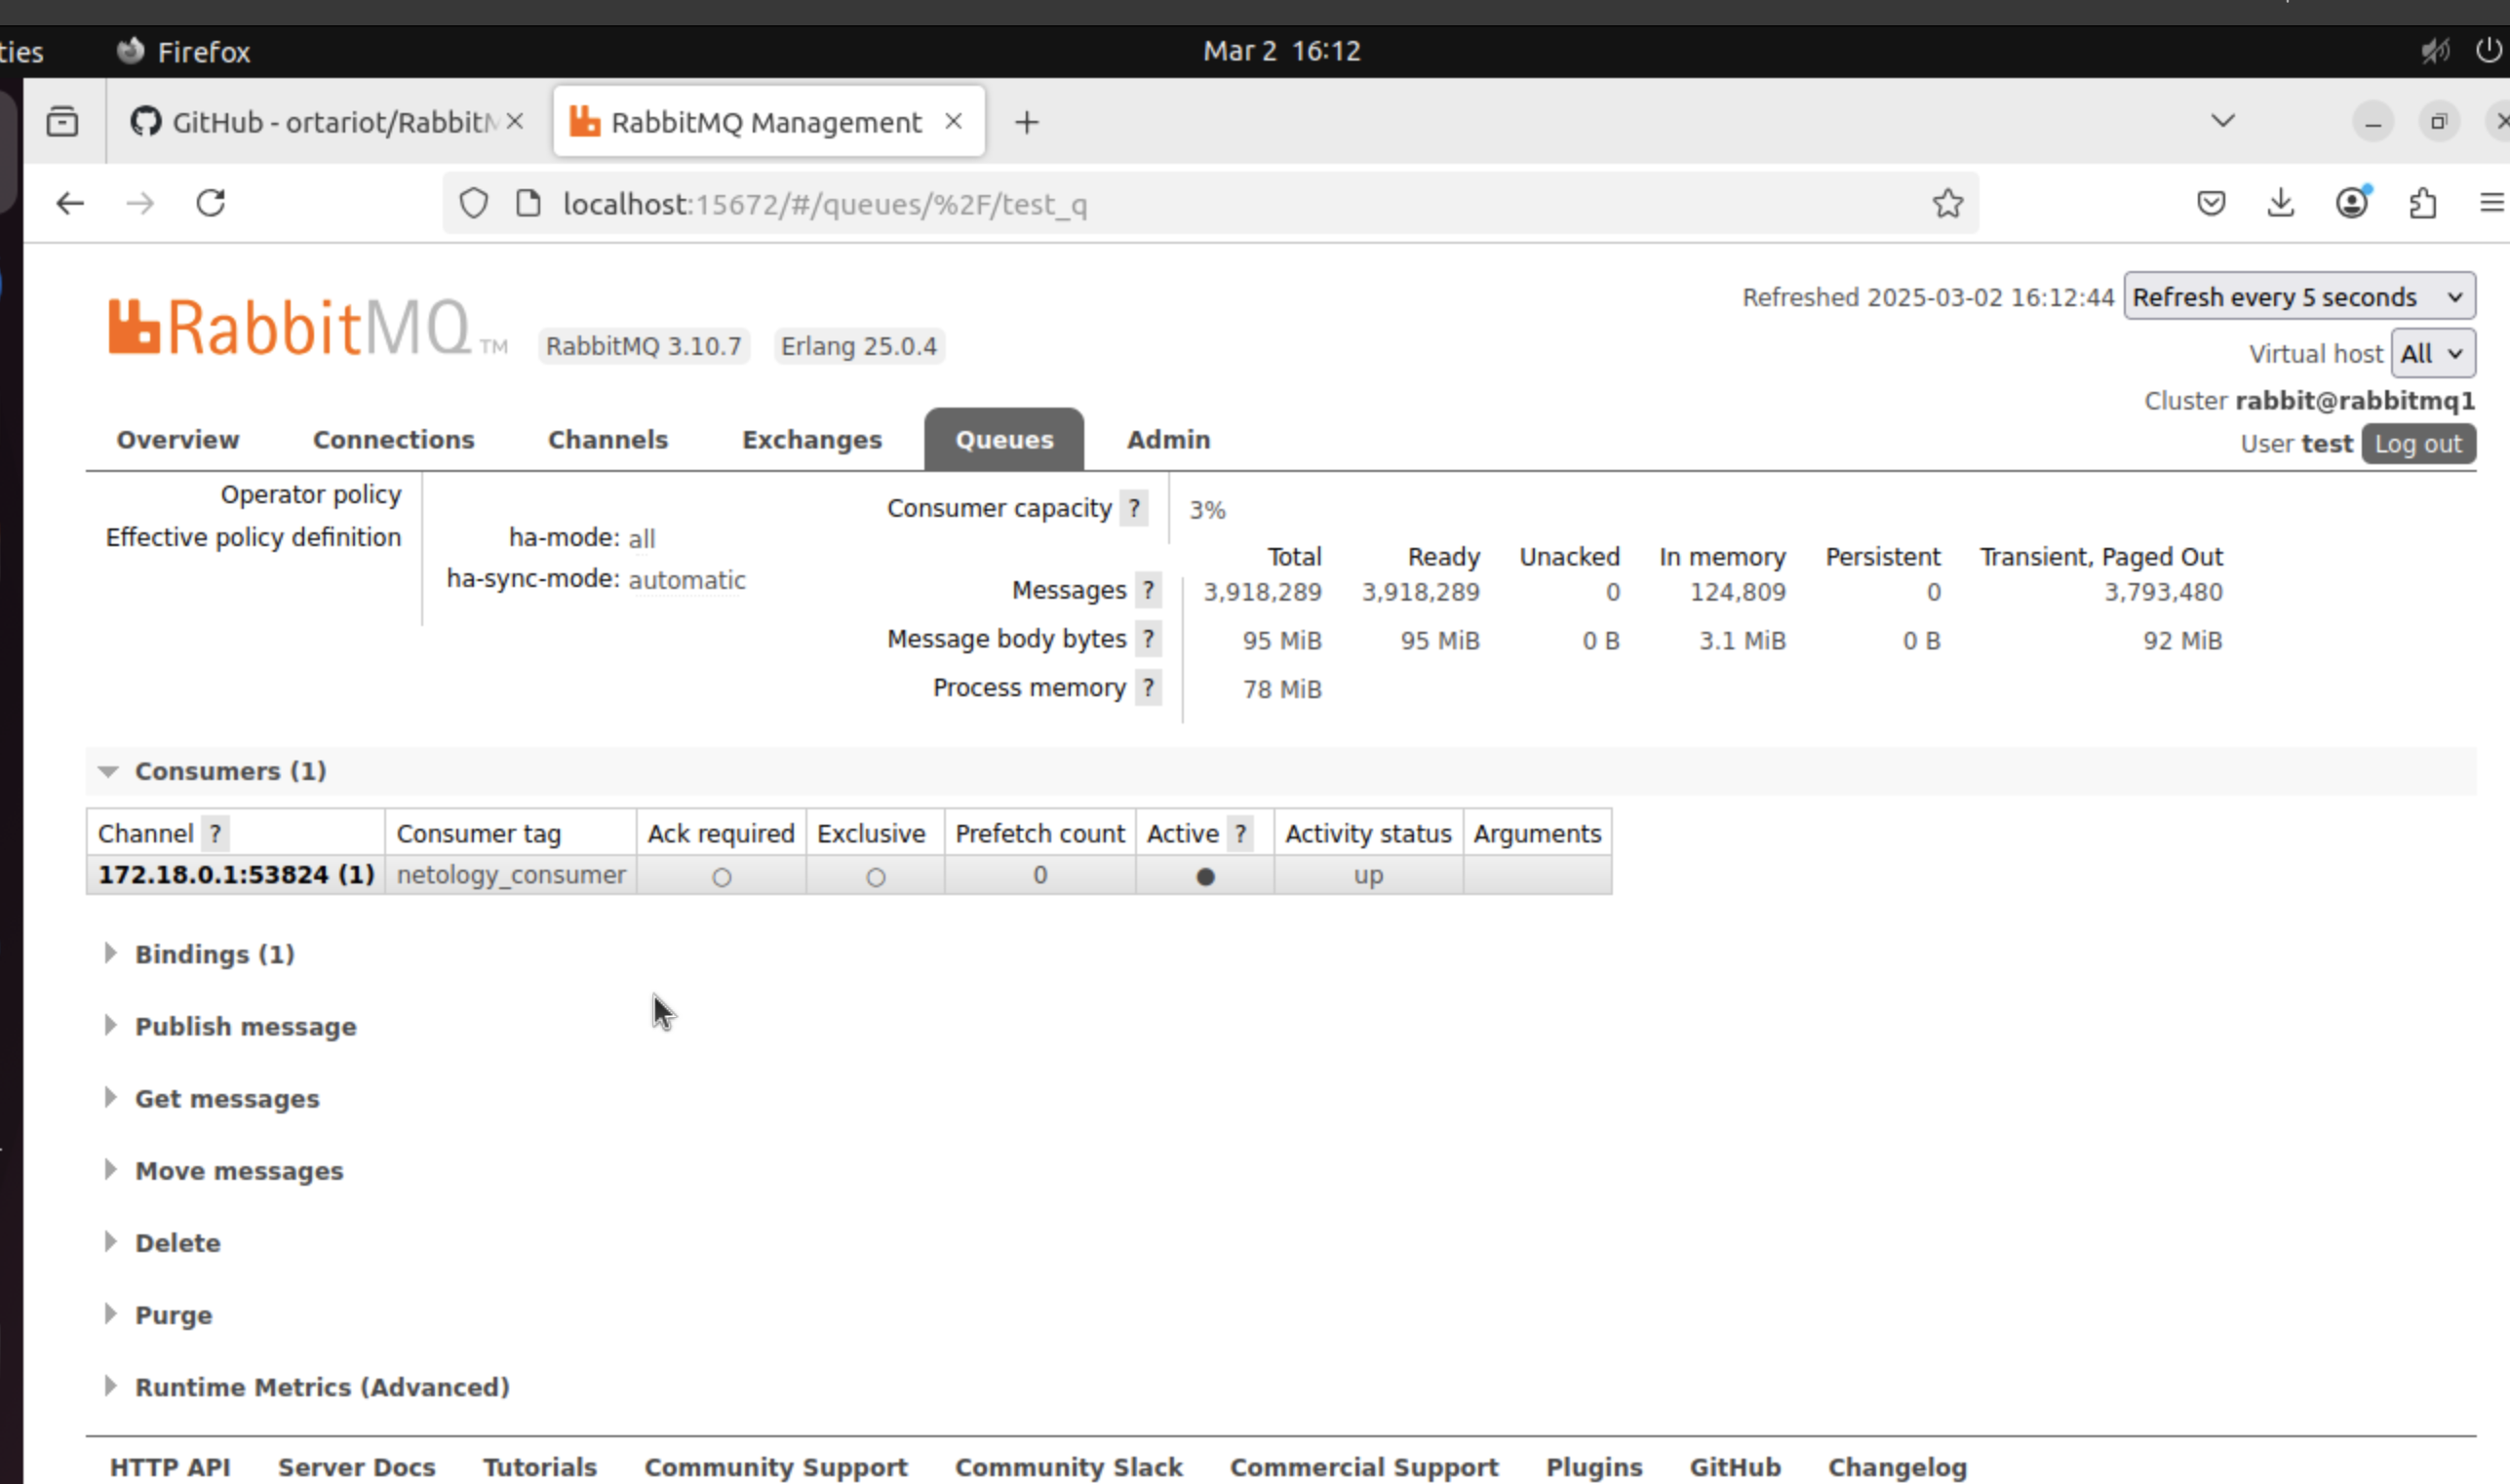 ties Firefox Mar 2 16:12
GitHub - ortariot/Rabbit RabbitMQ Management
localhost:15672/#/queues/%2F/test_q
Refreshed 2025-03-02 16:12:44 Refresh every 5 seconds
RabbitMQ TM RabbitMQ 3.10.7 Erlang 25.0.4
Virtual host All
Cluster rabbit@rabbitmq1
Overview Connections Channels Exchanges Queues Admin
User test Log out
Operator policy
Effective policy definition
ha-mode: all
ha-sync-mode: automatic
Consumer capacity ? 3%
Total Ready Unacked In memory Persistent Transient, Paged Out
Messages ? 3,918,289 3,918,289 0 124,809 0 3,793,480
Message body bytes ? 95 MiB 95 MiB 0 B 3.1 MiB 0 B 92 MiB
Process memory ? 78 MiB
Consumers (1)
Channel ? Consumer tag Ack required Exclusive Prefetch count Active ? Activity status Arguments
172.18.0.1:53824 (1) netology_consumer ○ ○ 0 ● up
Bindings (1)
Publish message
Get messages
Move messages
Delete
Purge
Runtime Metrics (Advanced)
HTTP API Server Docs Tutorials Community Support Community Slack Commercial Support Plugins GitHub Changelog